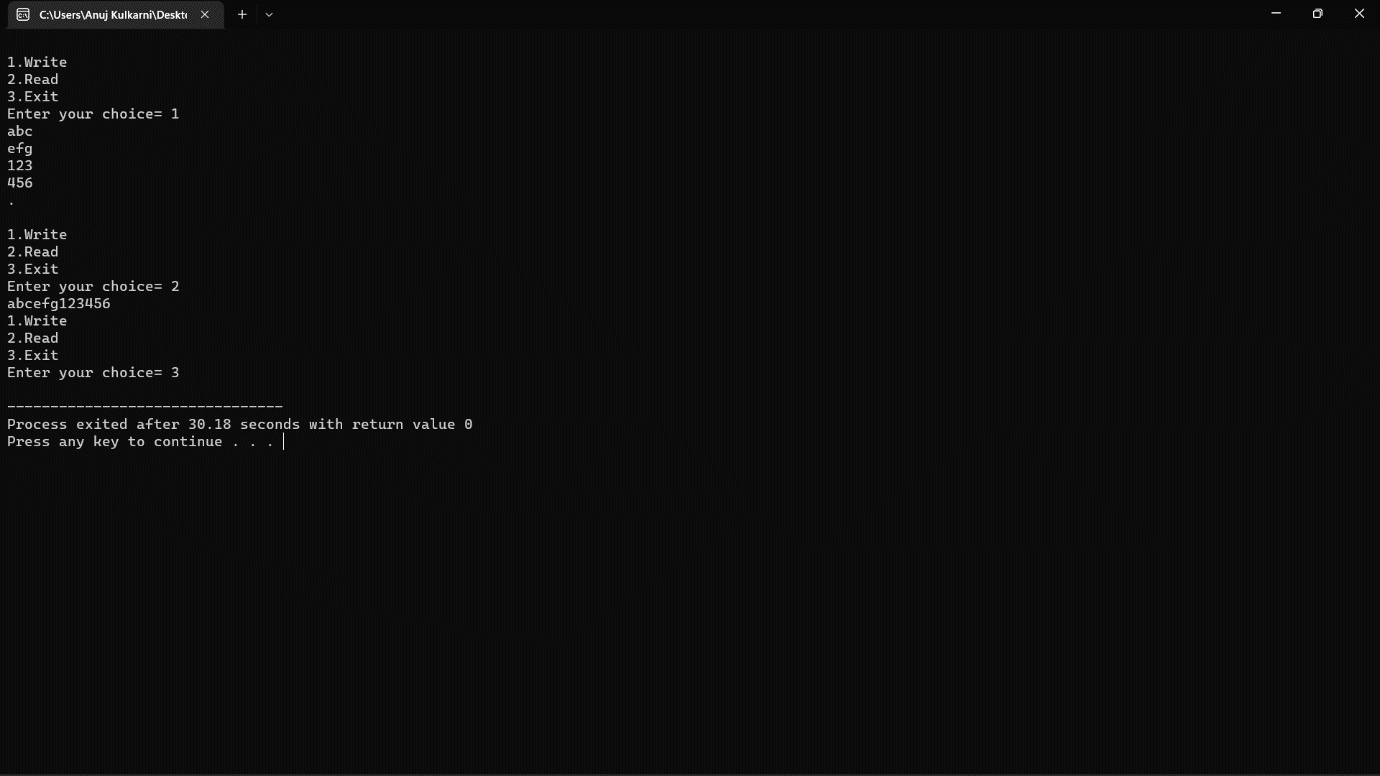 C:\Users\Anuj Kulkarni\Deskt
1.Write
2.Read
3.Exit
Enter your choice= 1
abc
efg
123
456
.
1.Write
2.Read
3.Exit
Enter your choice= 2
abcefg123456
1.Write
2.Read
3.Exit
Enter your choice= 3
--------------------------------
Process exited after 30.18 seconds with return value 0
Press any key to continue . . .